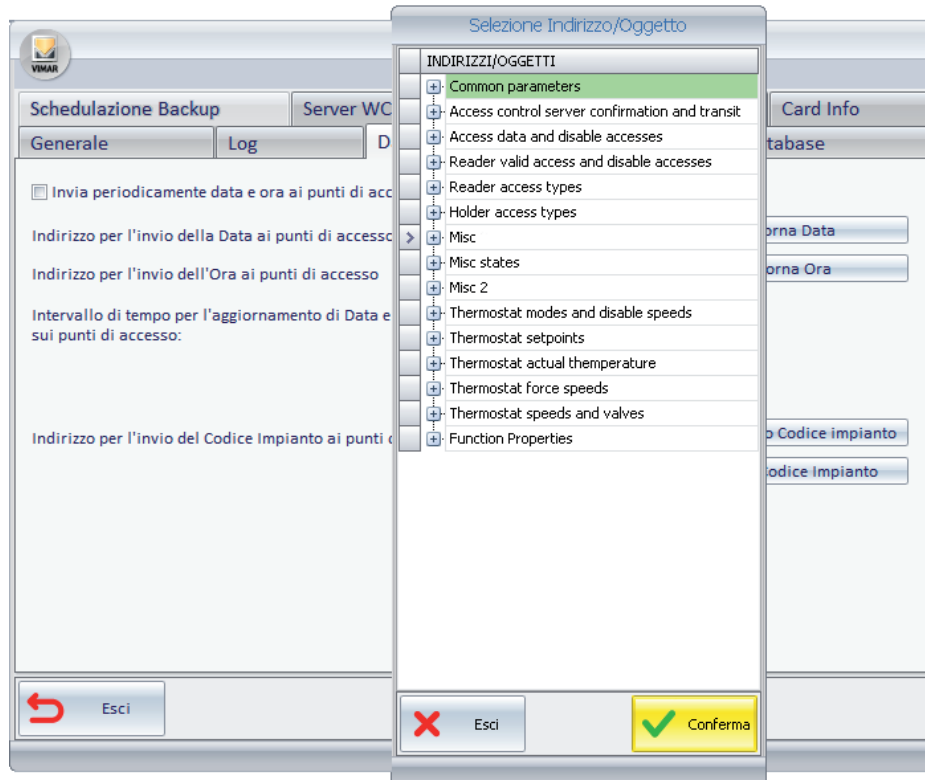 Selezione Indirizzo/Oggetto
VIMAR
INDIRIZZI/OGGETTI
Common parameters
Access control server confirmation and transit
Access data and disable accesses
Reader valid access and disable accesses
Reader access types
Holder access types
Misc
Misc states
Misc 2
Thermostat modes and disable speeds
Thermostat setpoints
Thermostat actual themperature
Thermostat force speeds
Thermostat speeds and valves
Function Properties
Esci
Conferma
Schedulazione Backup
Server WC
Card Info
Generale
Log
D
tabase
Invia periodicamente data e ora ai punti di acc
Indirizzo per l'invio della Data ai punti di accesso
orna Data
Indirizzo per l'invio dell'Ora ai punti di accesso
orna Ora
Intervallo di tempo per l'aggiornamento di Data e
sui punti di accesso:
Indirizzo per l'invio del Codice Impianto ai punti
o Codice impianto
Codice Impianto
Esci